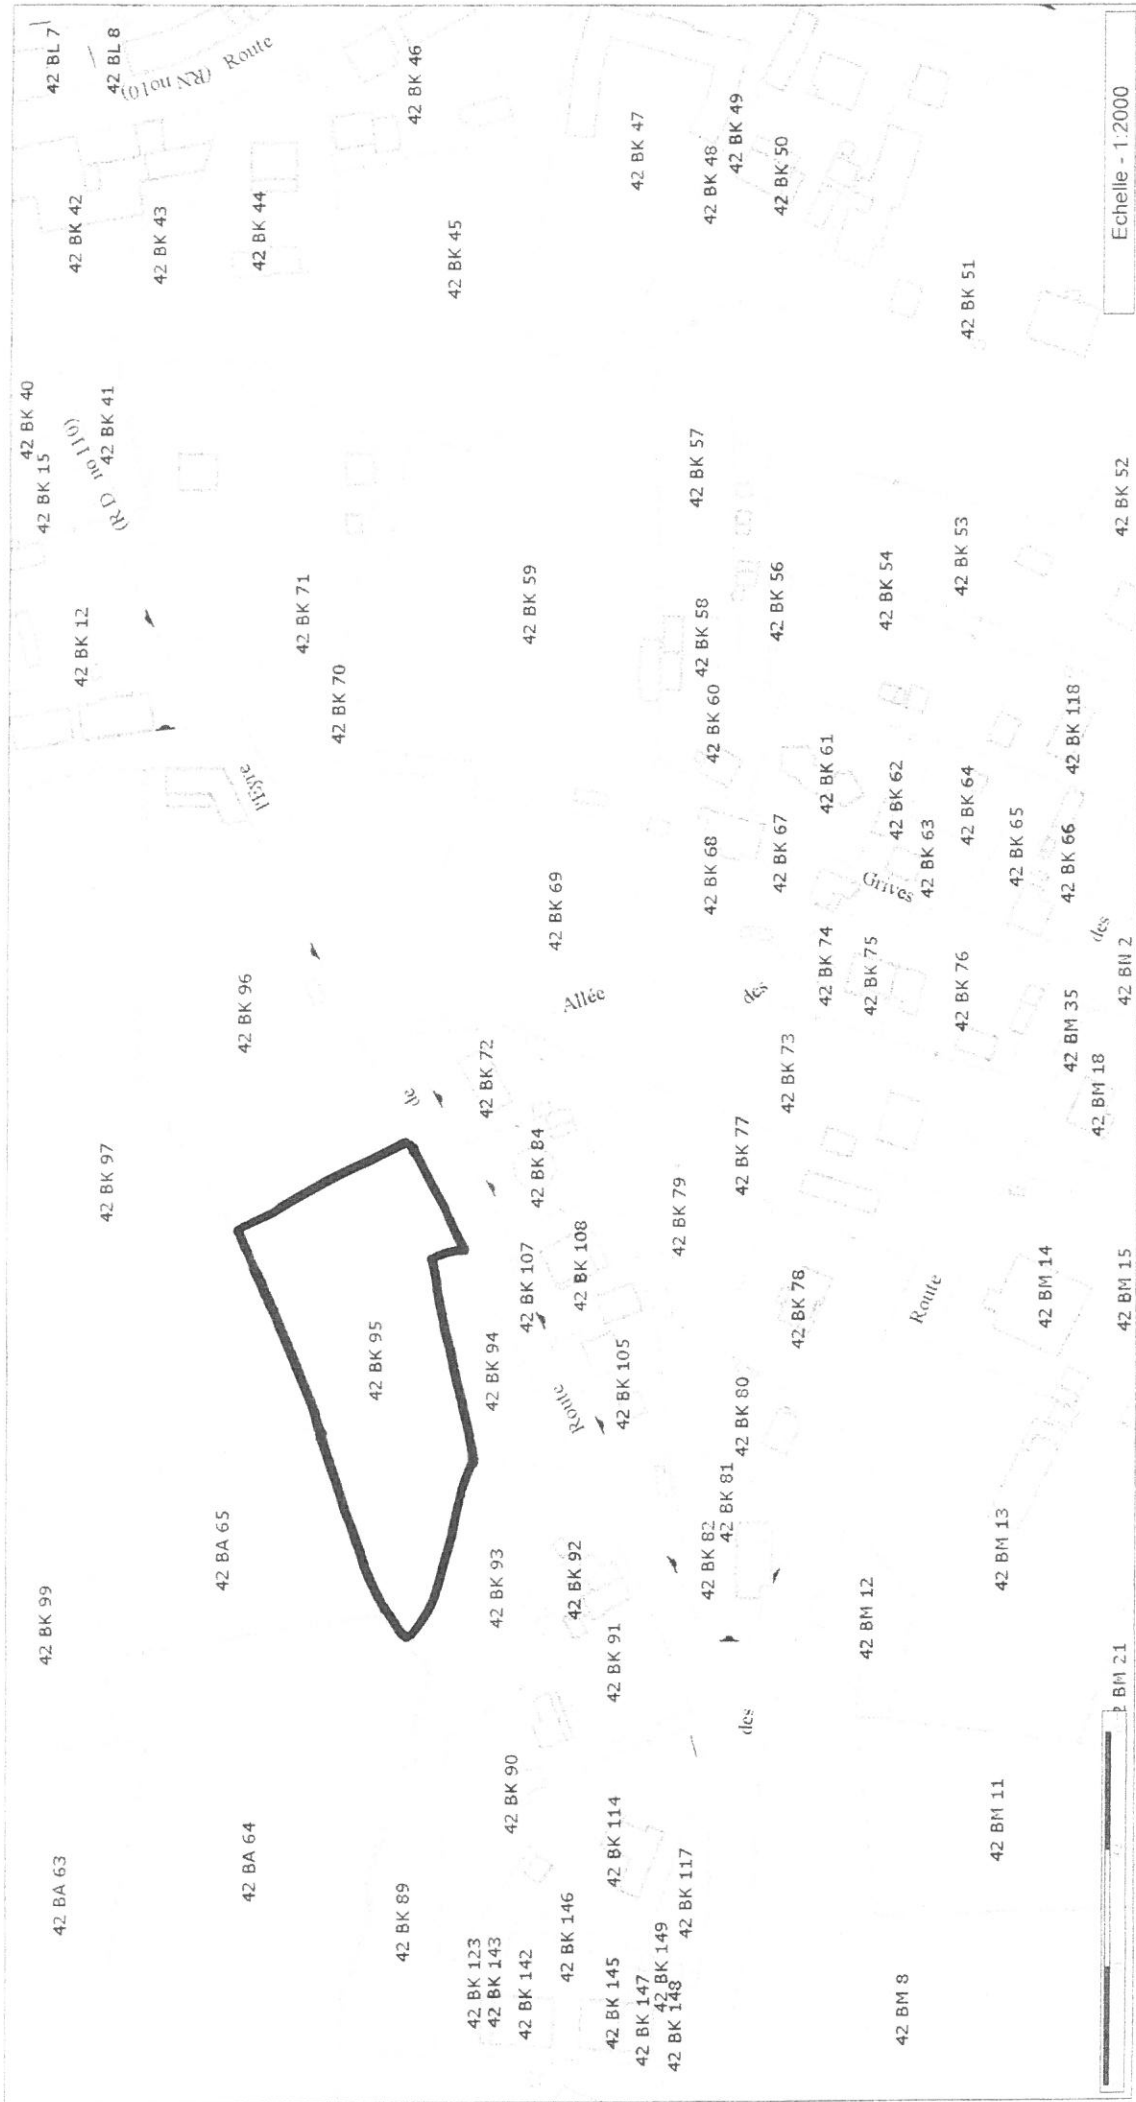 42 BA 63
42 BK 99
42 BK 97
42 BK 12
42 BK 15
42 BK 40
(RD no110)
42 BK 41
42 BK 42
42 BL 7
42 BL 8
(RN no10) Route
42 BK 43
42 BA 64
42 BA 65
42 BK 96
l'Eyre
42 BK 71
42 BK 44
42 BK 70
42 BK 89
42 BK 95
de
42 BK 46
42 BK 45
42 BK 123
42 BK 143
42 BK 142
42 BK 90
42 BK 93
42 BK 94
42 BK 107
42 BK 84
42 BK 72
42 BK 69
42 BK 59
42 BK 146
42 BK 92
Route
42 BK 108
Allée
42 BK 145
42 BK 114
42 BK 91
42 BK 105
42 BK 47
42 BK 147
42 BK 149
42 BK 148
42 BK 117
42 BK 79
42 BK 82
42 BK 81
42 BK 80
42 BK 77
42 BK 68
42 BK 60
42 BK 58
42 BK 57
42 BK 48
42 BK 49
des
des
42 BK 78
42 BK 73
42 BK 67
42 BK 56
42 BK 50
42 BK 74
42 BK 61
42 BM 12
42 BK 75
Grives
42 BK 62
42 BK 54
42 BM 8
Route
42 BK 63
42 BK 76
42 BK 64
42 BK 53
42 BK 51
42 BM 11
42 BM 13
42 BM 14
42 BK 65
42 BM 35
42 BK 66
42 BK 118
42 BM 18
des
2 BM 21
42 BM 15
42 BN 2
42 BK 52
Echelle - 1:2000